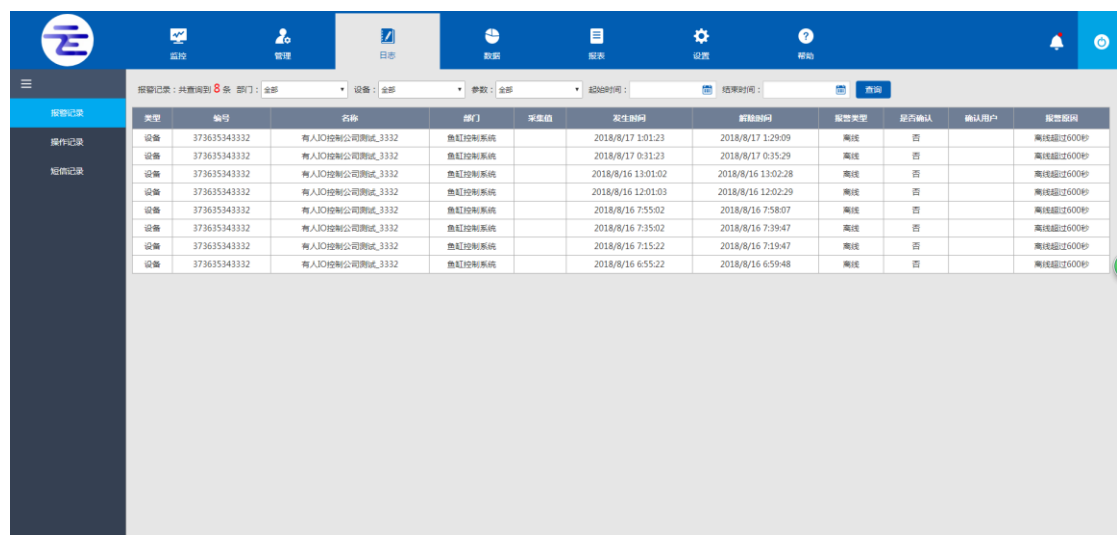 监控 管理 日志 数据 报表 设置 帮助
报警记录：共查询到 8 条 部门： 全部 设备： 全部 参数： 全部 起始时间： 结束时间： 查询
报警记录
操作记录
短信记录
类型 编号 名称 部门 采集值 发生时间 解除时间 报警类型 是否确认 确认用户 报警原因
设备 373635343332 有人IO控制公司测试_3332 鱼缸控制系统 2018/8/17 1:01:23 2018/8/17 1:29:09 离线 否 离线超过600秒
设备 373635343332 有人IO控制公司测试_3332 鱼缸控制系统 2018/8/17 0:31:23 2018/8/17 0:35:29 离线 否 离线超过600秒
设备 373635343332 有人IO控制公司测试_3332 鱼缸控制系统 2018/8/16 13:01:02 2018/8/16 13:02:28 离线 否 离线超过600秒
设备 373635343332 有人IO控制公司测试_3332 鱼缸控制系统 2018/8/16 12:01:03 2018/8/16 12:02:29 离线 否 离线超过600秒
设备 373635343332 有人IO控制公司测试_3332 鱼缸控制系统 2018/8/16 7:55:02 2018/8/16 7:58:07 离线 否 离线超过600秒
设备 373635343332 有人IO控制公司测试_3332 鱼缸控制系统 2018/8/16 7:35:02 2018/8/16 7:39:47 离线 否 离线超过600秒
设备 373635343332 有人IO控制公司测试_3332 鱼缸控制系统 2018/8/16 7:15:22 2018/8/16 7:19:47 离线 否 离线超过600秒
设备 373635343332 有人IO控制公司测试_3332 鱼缸控制系统 2018/8/16 6:55:22 2018/8/16 6:59:48 离线 否 离线超过600秒